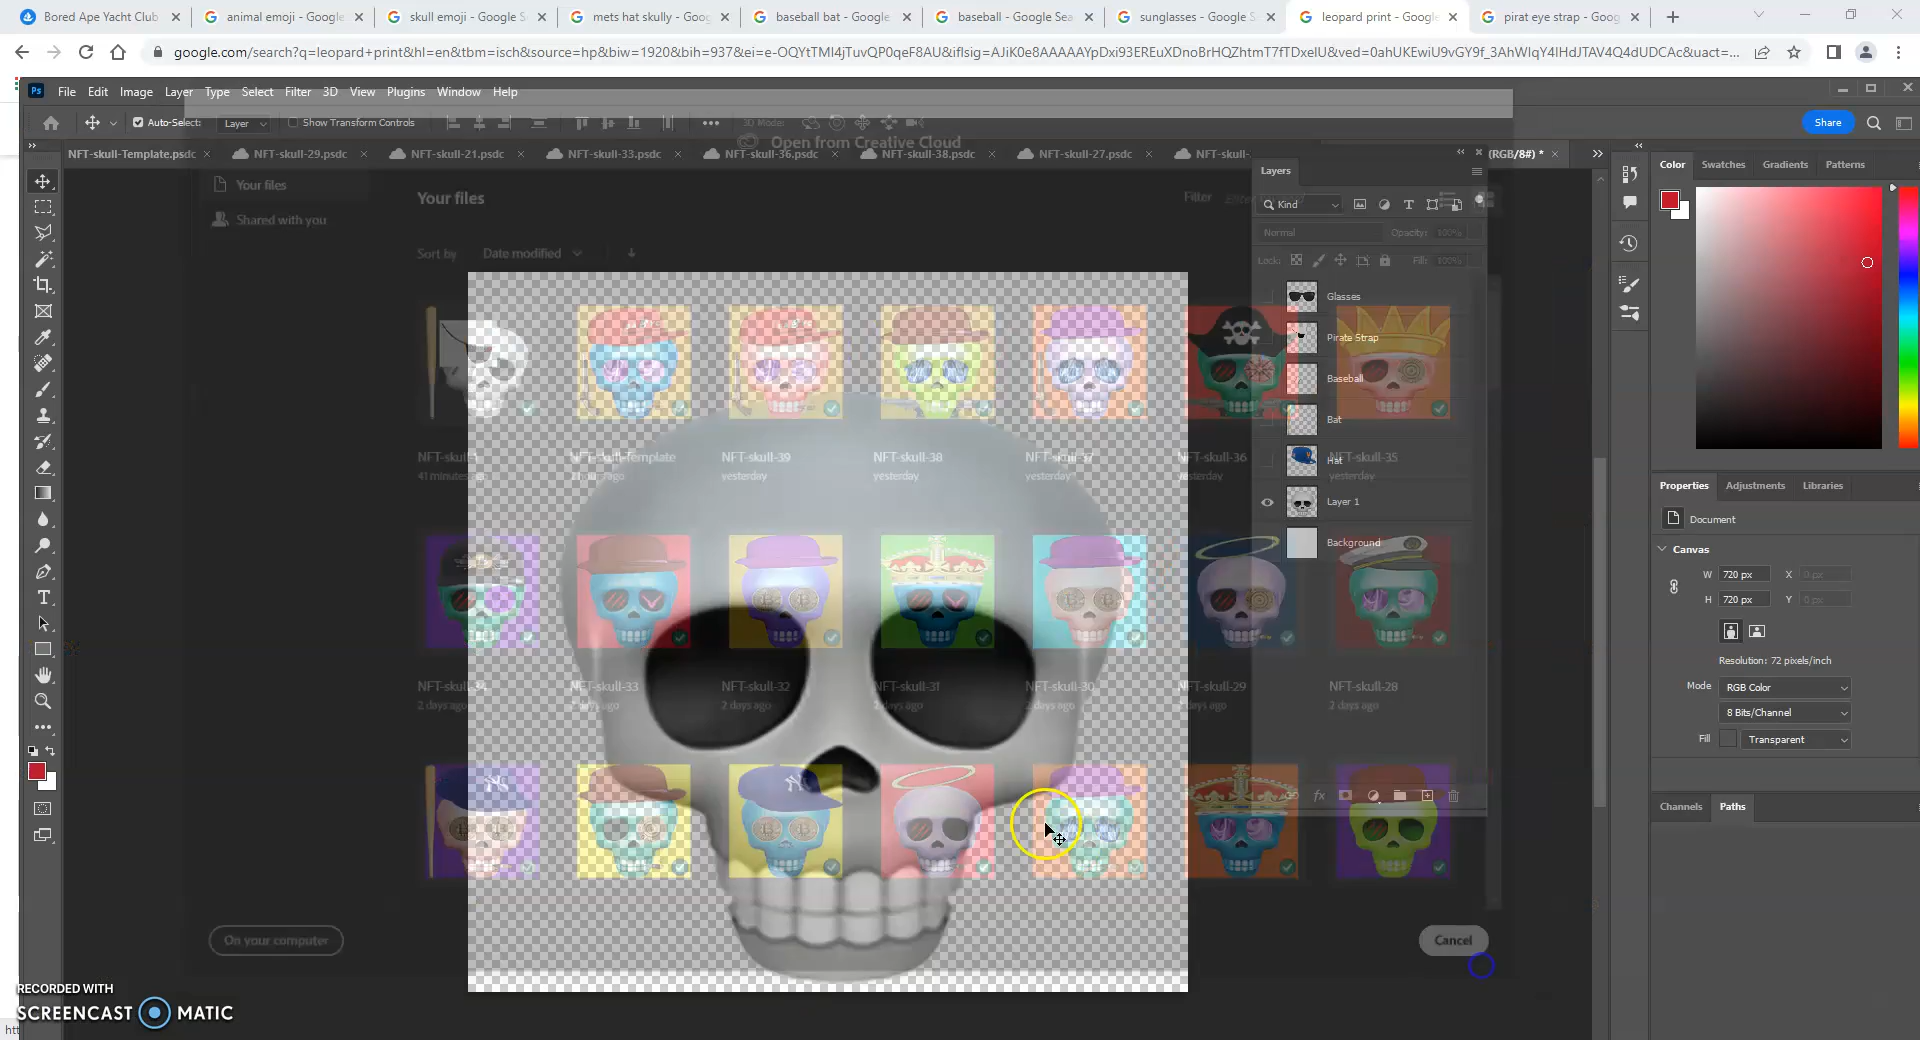 Bored Ape Yacht Club
animal emoji - Google
skull emoji - Google S
mets hat skully - Goo
baseball bat - Google
baseball - Google Sea
sunglasses - Google S
leopard print - Google
pirat eye strap - Goog
google.com/search?q=leopard+print&hl=en&tbm=isch&source=hp&biw=1920&bih=937&ei=e-OQYtTMI4jTuvQP0qeF8AU&iflsig=AJiK0e8AAAAAYpDxi93EREuXDnoBrHQZhtmT7fTDxelU&ved=0ahUKEwiU9vGY9f_3AhWIqY4IHdJTAV4Q4dUDCAc&uact=...
Ps File Edit Image Layer Type Select Filter 3D View Plugins Window Help
Auto-Select: Layer Show Transform Controls 3D Mode: Share
Open from Creative Cloud
NFT-skull-Template.psdc NFT-skull-29.psdc NFT-skull-21.psdc NFT-skull-33.psdc NFT-skull-36.psdc NFT-skull-38.psdc NFT-skull-27.psdc NFT-skull- (RGB/8#) *
Your files
Shared with you
Your files
Filter
Sort by Date modified
Layers
Kind
Normal Opacity: 100%
Lock: Fill: 100%
Glasses
Pirate Strap
Baseball
Bat
Hat
Layer 1
Background
NFT-skull-1 NFT-skull-Template NFT-skull-39 NFT-skull-38 NFT-skull-37 NFT-skull-36 NFT-skull-35
41 minutes ago hour ago yesterday yesterday yesterday yesterday yesterday
NFT-skull-34 NFT-skull-33 NFT-skull-32 NFT-skull-31 NFT-skull-30 NFT-skull-29 NFT-skull-28
2 days ago 2 days ago 2 days ago 2 days ago 2 days ago 2 days ago 2 days ago
On your computer
Cancel
fx
Color Swatches Gradients Patterns
Properties Adjustments Libraries
Document
Canvas
W 720 px X 0 px
H 720 px Y 0 px
Resolution: 72 pixels/inch
Mode RGB Color
8 Bits/Channel
Fill Transparent
Channels Paths
RECORDED WITH
SCREENCAST MATIC
htt